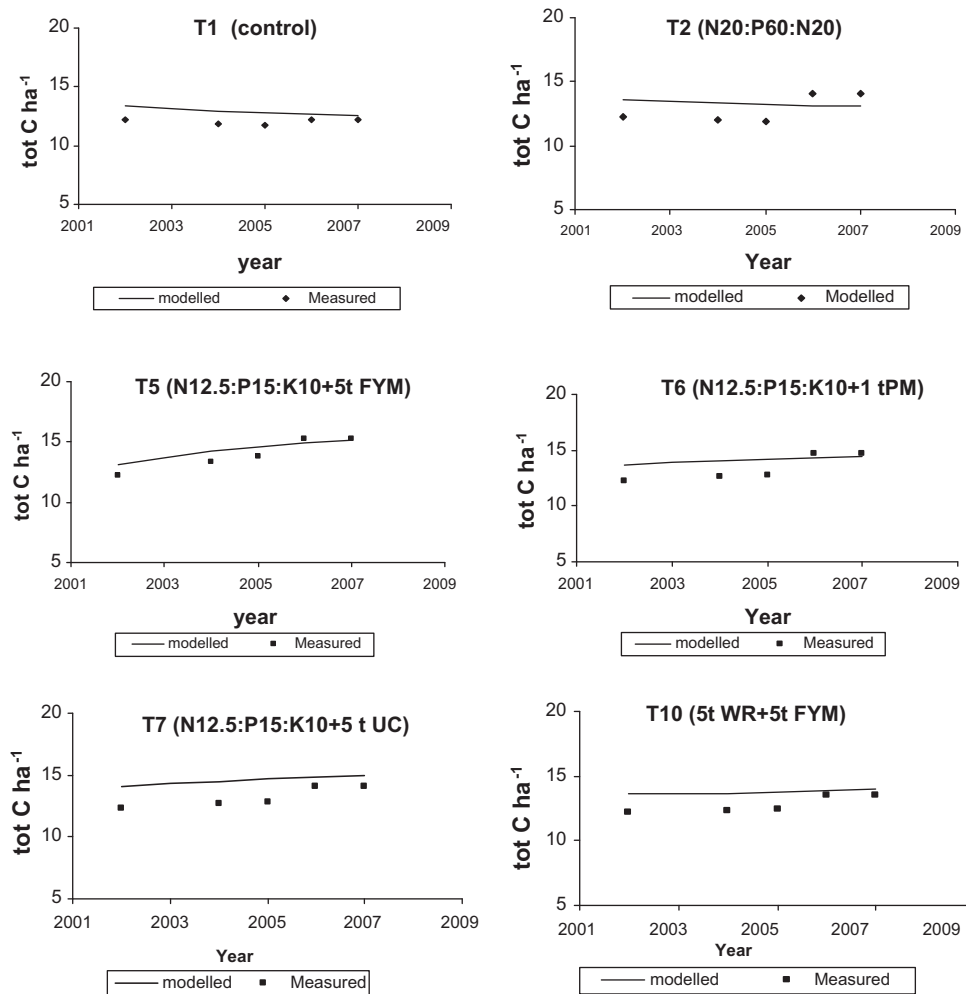 T1 (control)
20
15
10
5
tot C ha-1
2001 2003 2005 2007 2009
year
modelled Measured
T2 (N20:P60:N20)
20
15
10
5
tot C ha-1
2001 2003 2005 2007 2009
Year
modelled Modelled
T5 (N12.5:P15:K10+5t FYM)
20
15
10
5
tot C ha-1
2001 2003 2005 2007 2009
year
modelled Measured
T6 (N12.5:P15:K10+1 tPM)
20
15
10
5
tot C ha-1
2001 2003 2005 2007 2009
Year
modelled Measured
T7 (N12.5:P15:K10+5 t UC)
20
15
10
5
tot C ha-1
2001 2003 2005 2007 2009
Year
modelled Measured
T10 (5t WR+5t FYM)
20
15
10
5
tot C ha-1
2001 2003 2005 2007 2009
Year
modelled Measured